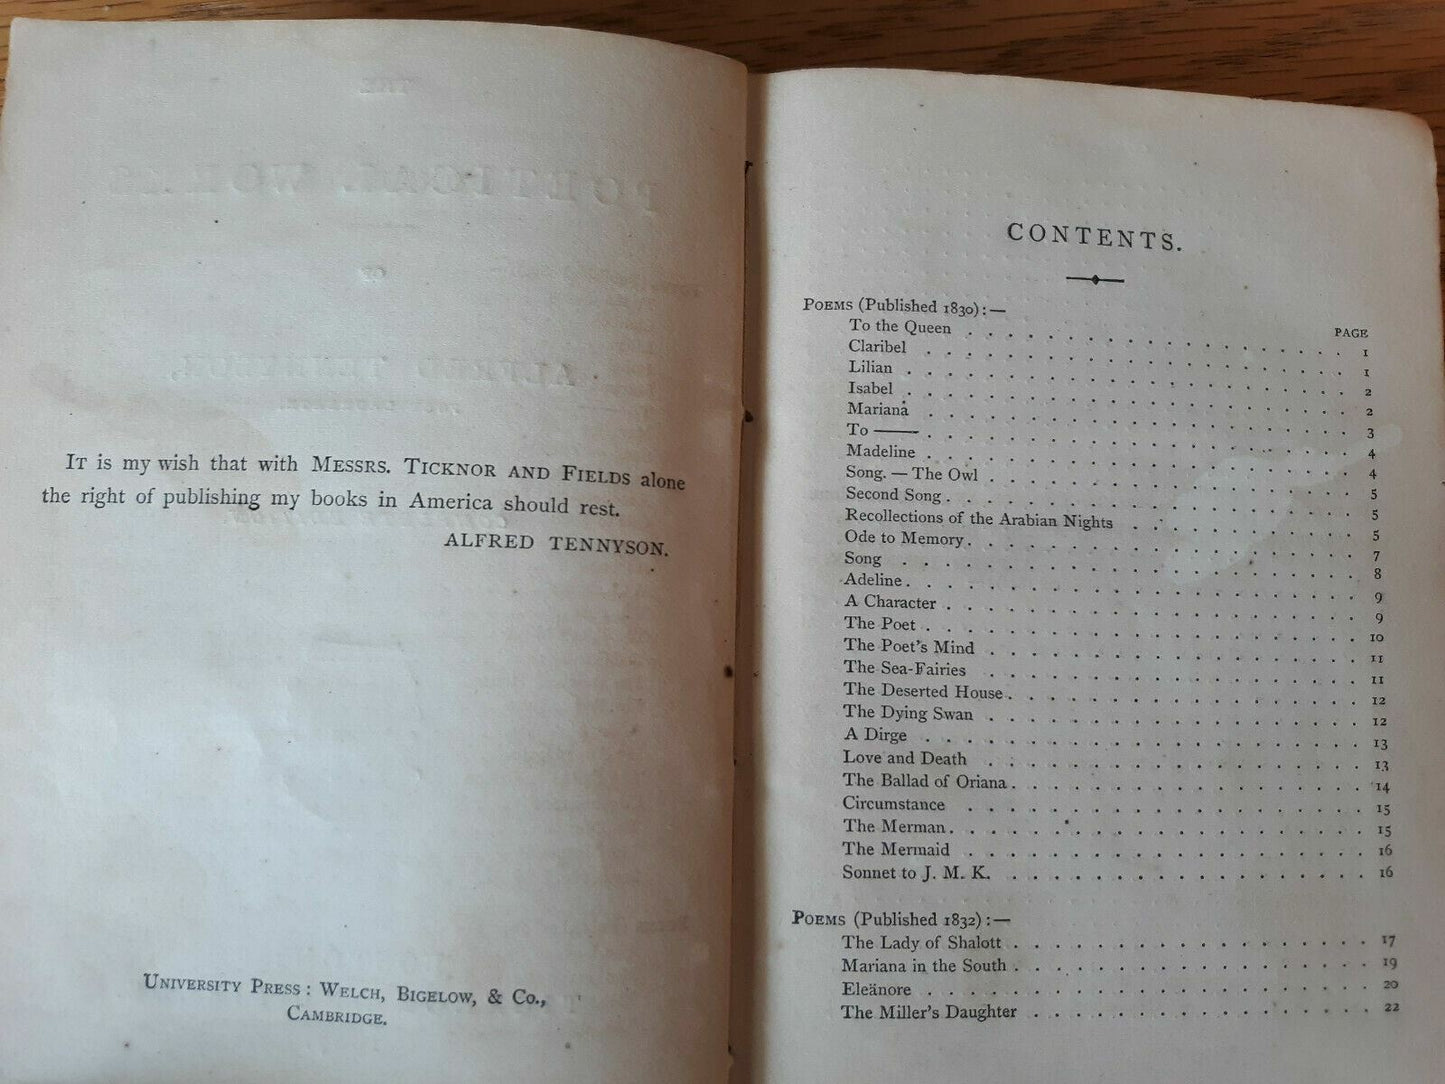 IT is my wish that with MESSRS. TICKNOR AND FIELDS alone
the right of publishing my books in America should rest.
ALFRED TENNYSON.
UNIVERSITY PRESS: WELCH, BIGELOW, & CO.,
CAMBRIDGE.
CONTENTS.
POEMS (Published 1830):—
PAGE
To the Queen . . . . . . . . . . . . . . . . . . 1
Claribel . . . . . . . . . . . . . . . . . . . . 1
Lilian . . . . . . . . . . . . . . . . . . . . . 2
Isabel . . . . . . . . . . . . . . . . . . . . . 2
Mariana . . . . . . . . . . . . . . . . . . . . 3
To —— . . . . . . . . . . . . . . . . . . . . 4
Madeline . . . . . . . . . . . . . . . . . . . . 4
Song. — The Owl . . . . . . . . . . . . . . . . . 5
Second Song . . . . . . . . . . . . . . . . . . . 5
Recollections of the Arabian Nights . . . . . . . . . . . 5
Ode to Memory . . . . . . . . . . . . . . . . . . 7
Song . . . . . . . . . . . . . . . . . . . . . 8
Adeline . . . . . . . . . . . . . . . . . . . . . 9
A Character . . . . . . . . . . . . . . . . . . . 9
The Poet . . . . . . . . . . . . . . . . . . . . 10
The Poet's Mind . . . . . . . . . . . . . . . . . 11
The Sea-Fairies . . . . . . . . . . . . . . . . . 11
The Deserted House . . . . . . . . . . . . . . . . 12
The Dying Swan . . . . . . . . . . . . . . . . . 12
A Dirge . . . . . . . . . . . . . . . . . . . . 13
Love and Death . . . . . . . . . . . . . . . . . 13
The Ballad of Oriana . . . . . . . . . . . . . . . . 14
Circumstance . . . . . . . . . . . . . . . . . . 15
The Merman . . . . . . . . . . . . . . . . . . . 15
The Mermaid . . . . . . . . . . . . . . . . . . 16
Sonnet to J. M. K. . . . . . . . . . . . . . . . . 16
POEMS (Published 1832):—
The Lady of Shalott . . . . . . . . . . . . . . . . 17
Mariana in the South . . . . . . . . . . . . . . . . 19
Eleänore . . . . . . . . . . . . . . . . . . . . 20
The Miller's Daughter . . . . . . . . . . . . . . . 22